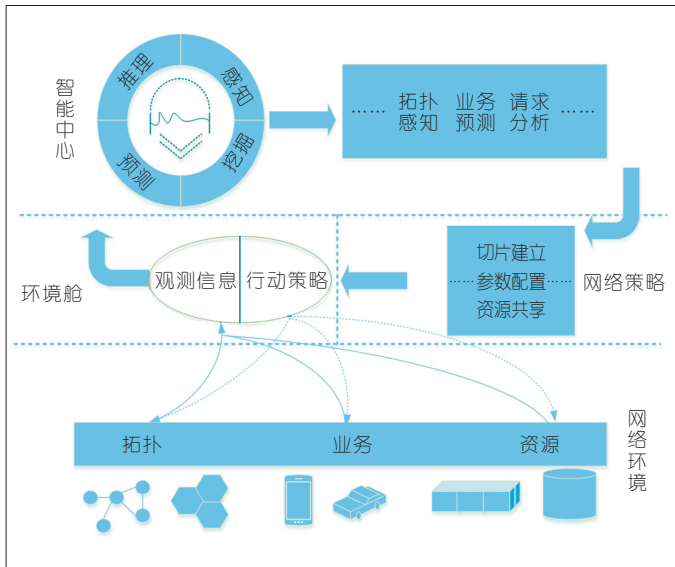 智能中心
推理
感知
预测
挖掘
…… 拓扑 业务 请求 ……
感知 预测 分析
环境舱
观测信息 行动策略
切片建立
……参数配置……
资源共享
网络策略
拓扑 业务 资源
网络环境